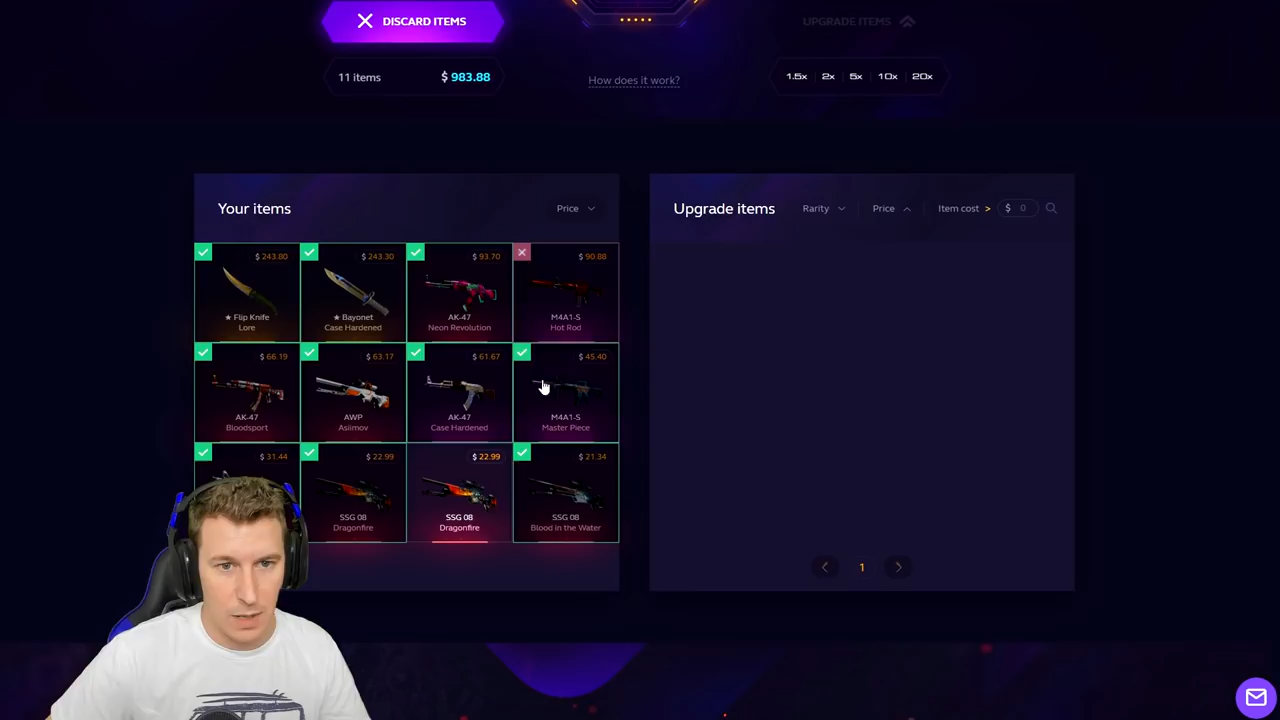 DISCARD ITEMS
UPGRADE ITEMS
11 items
$ 983.88
How does it work?
1.5x
2x
5x
10x
20x
Your items
Price
Upgrade items
Rarity
Price
Item cost >
$ 0
$ 243.80
★ Flip Knife
Lore
$ 243.30
★ Bayonet
Case Hardened
$ 93.70
AK-47
Neon Revolution
$ 90.88
M4A1-S
Hot Rod
$ 66.19
AK-47
Bloodsport
$ 63.17
AWP
Asiimov
$ 61.67
AK-47
Case Hardened
$ 45.40
M4A1-S
Master Piece
$ 31.44
$ 22.99
SSG 08
Dragonfire
$ 22.99
SSG 08
Dragonfire
$ 21.34
SSG 08
Blood in the Water
1